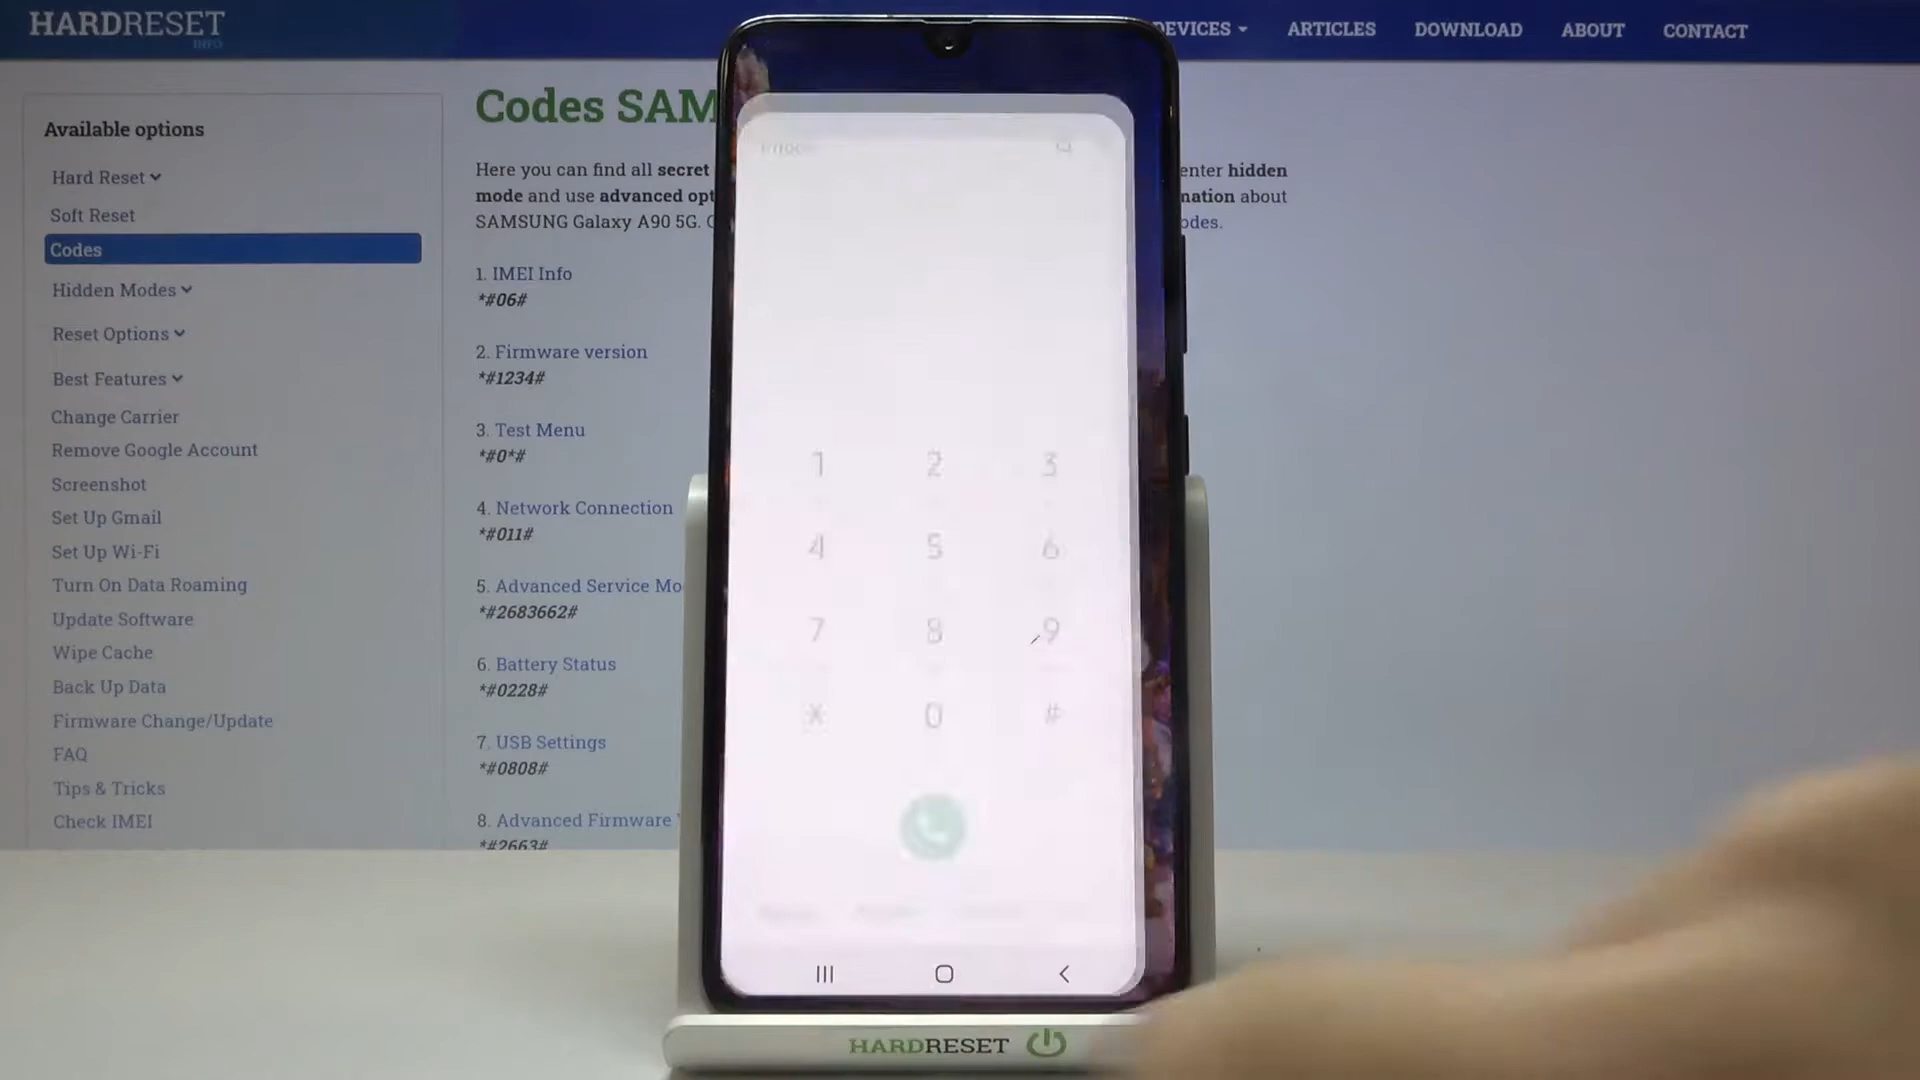 HARDRESET
INFO
DEVICES
ARTICLES
DOWNLOAD
ABOUT
CONTACT
Available options
Hard Reset
Soft Reset
Codes
Hidden Modes
Reset Options
Best Features
Change Carrier
Remove Google Account
Screenshot
Set Up Gmail
Set Up Wi-Fi
Turn On Data Roaming
Update Software
Wipe Cache
Back Up Data
Firmware Change/Update
FAQ
Tips & Tricks
Check IMEI
Codes SAM
Here you can find all secret enter hidden
mode and use advanced opt mation about
SAMSUNG Galaxy A90 5G. odes.
1. IMEI Info
*#06#
2. Firmware version
*#1234#
3. Test Menu
*#0*#
4. Network Connection
*#011#
5. Advanced Service Mo
*#2683662#
6. Battery Status
*#0228#
7. USB Settings
*#0808#
8. Advanced Firmware
*#2663#
Phone
1 2 3
4 5 6
7 8 9
* 0 #
HARDRESET